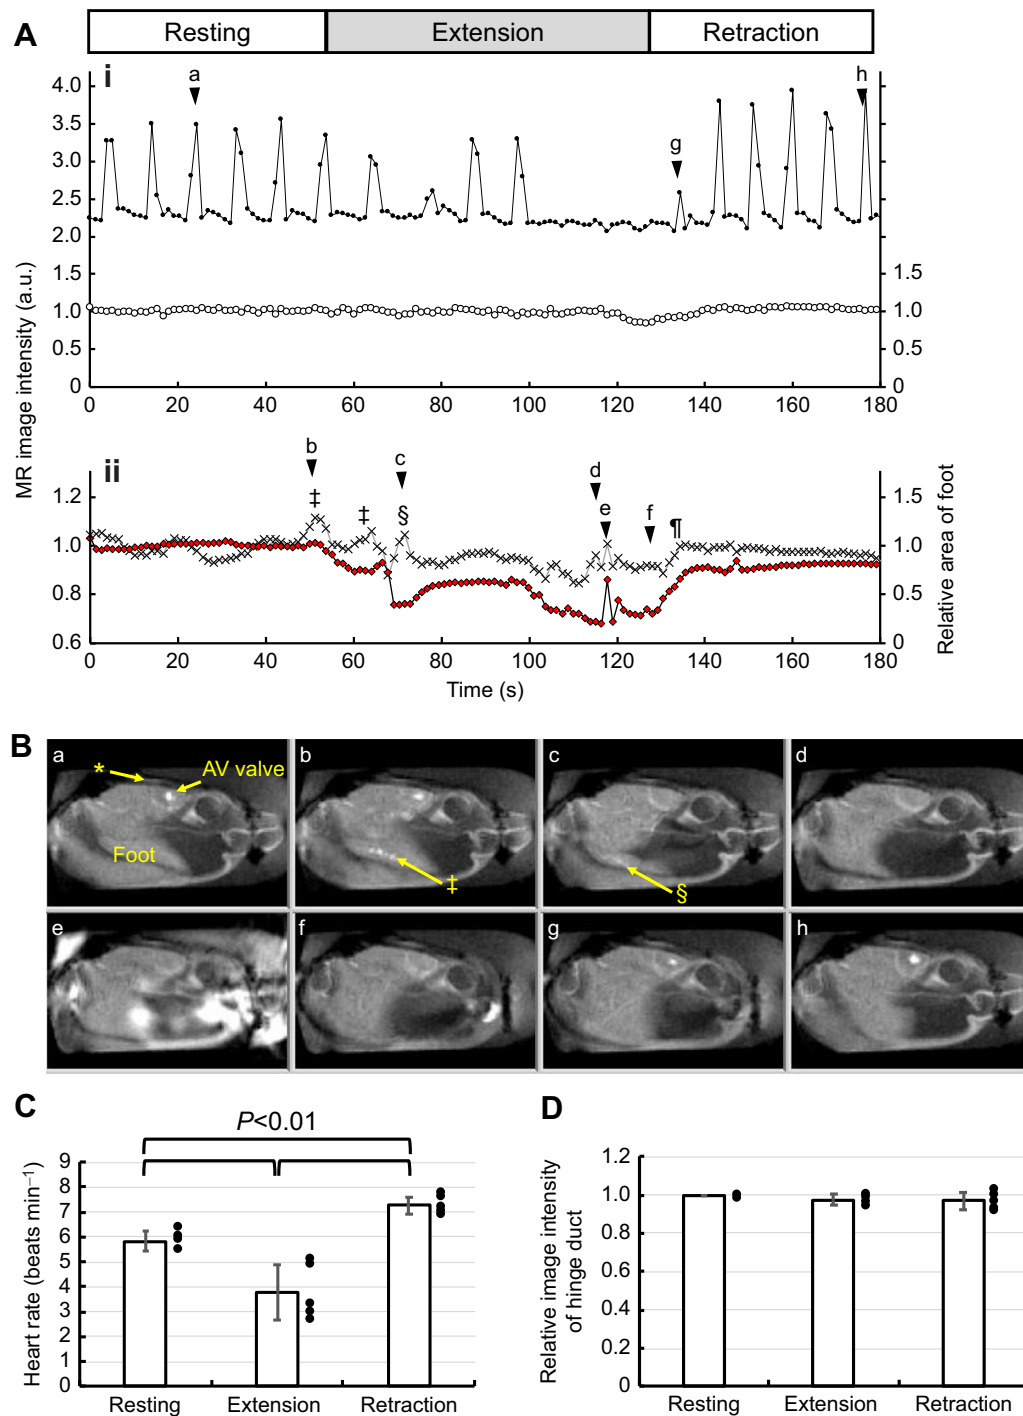 A
Resting Extension Retraction
i
a
h
g
4.0
3.5
3.0
2.5
2.0
1.5 1.5
1.0 1.0
0.5 0.5
0 0
0 20 40 60 80 100 120 140 160 180
MR image intensity (a.u.)
ii
b c d e f
‡ ‡ § ¶
1.2 1.5
1.0 1.0
0.8 0.5
0.6 0
0 20 40 60 80 100 120 140 160 180
Relative area of foot
Time (s)
B
a b c d
* AV valve
Foot
‡
§
e f g h
C
P<0.01
9
8
7
6
5
4
3
2
1
0
Heart rate (beats min−1)
Resting Extension Retraction
D
1.2
1.0
0.8
0.6
0.4
0.2
0
Relative image intensity
of hinge duct
Resting Extension Retraction